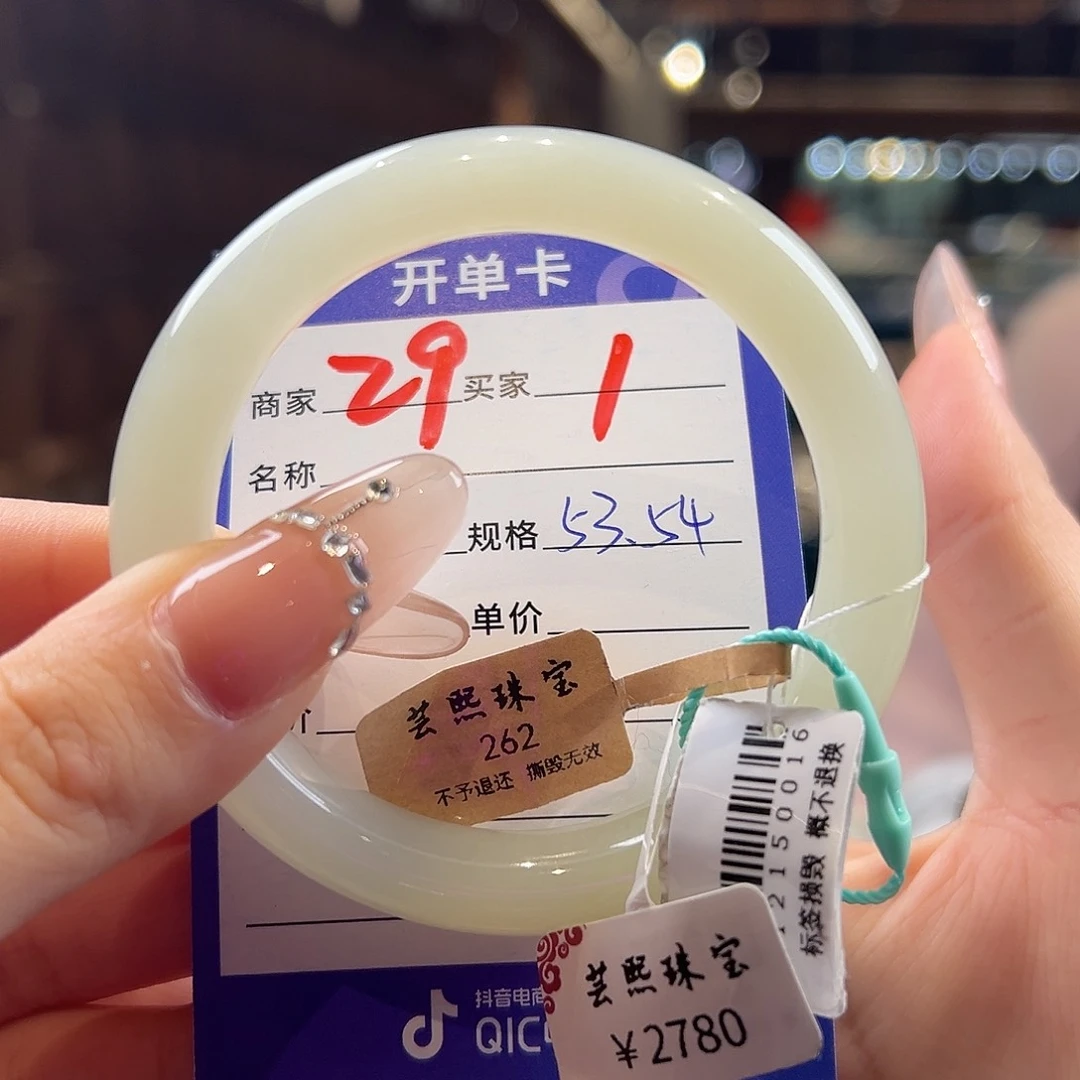 开单卡
商家 29 买家 1
名称
规格 53.54
单价
价
芸熙珠宝
262
不予退还 撕毁无效
12150016
标签损毁 概不退换
抖音电商
QIC
芸熙珠宝
¥2780